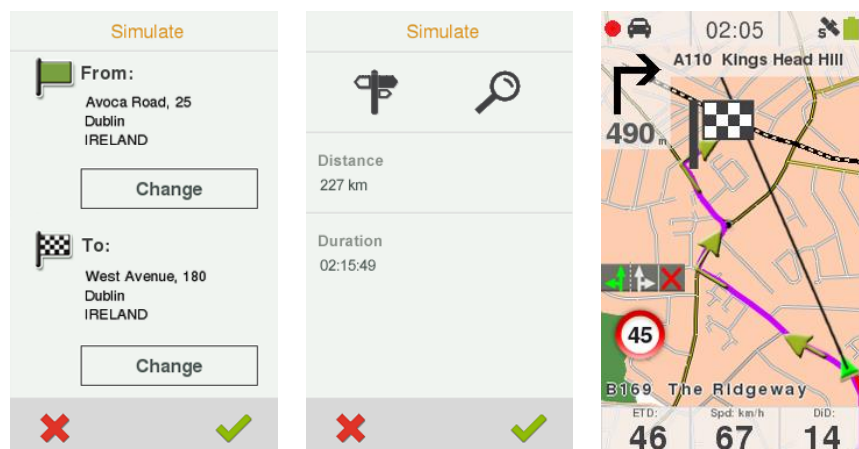 Simulate
From:
Avoca Road, 25
Dublin
IRELAND
Change
To:
West Avenue, 180
Dublin
IRELAND
Change
Simulate
Distance
227 km
Duration
02:15:49
02:05
S
A110 Kings Head Hill
490 m
45
B169 The Ridgeway
ETD:
46
Spd: km/h
67
DiD:
14